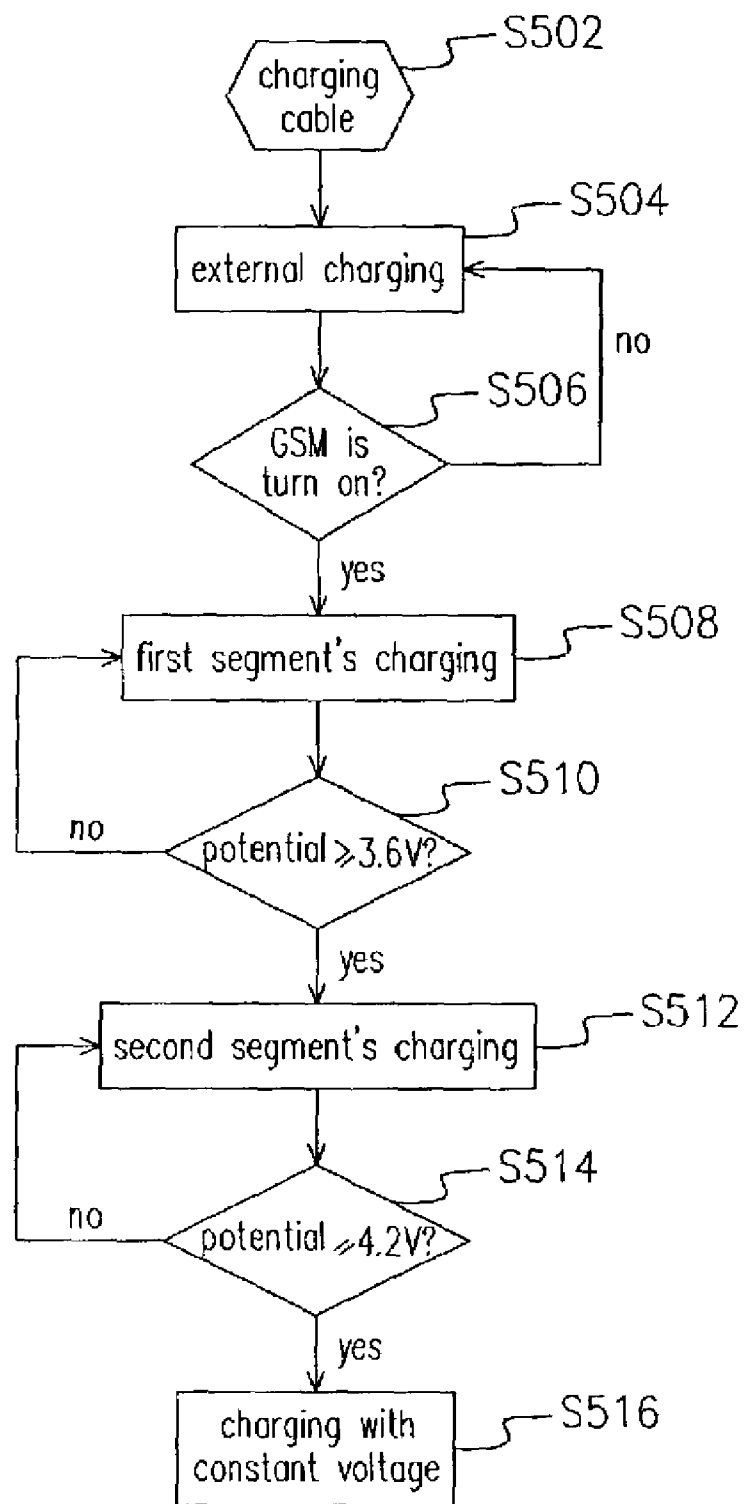 S502
charging
cable
S504
external charging
no
S506
GSM is
turn on?
yes
S508
first segment's charging
S510
no
potential ⩾ 3.6V?
yes
S512
second segment's charging
S514
no
potential ⩾ 4.2V?
yes
S516
charging with
constant voltage